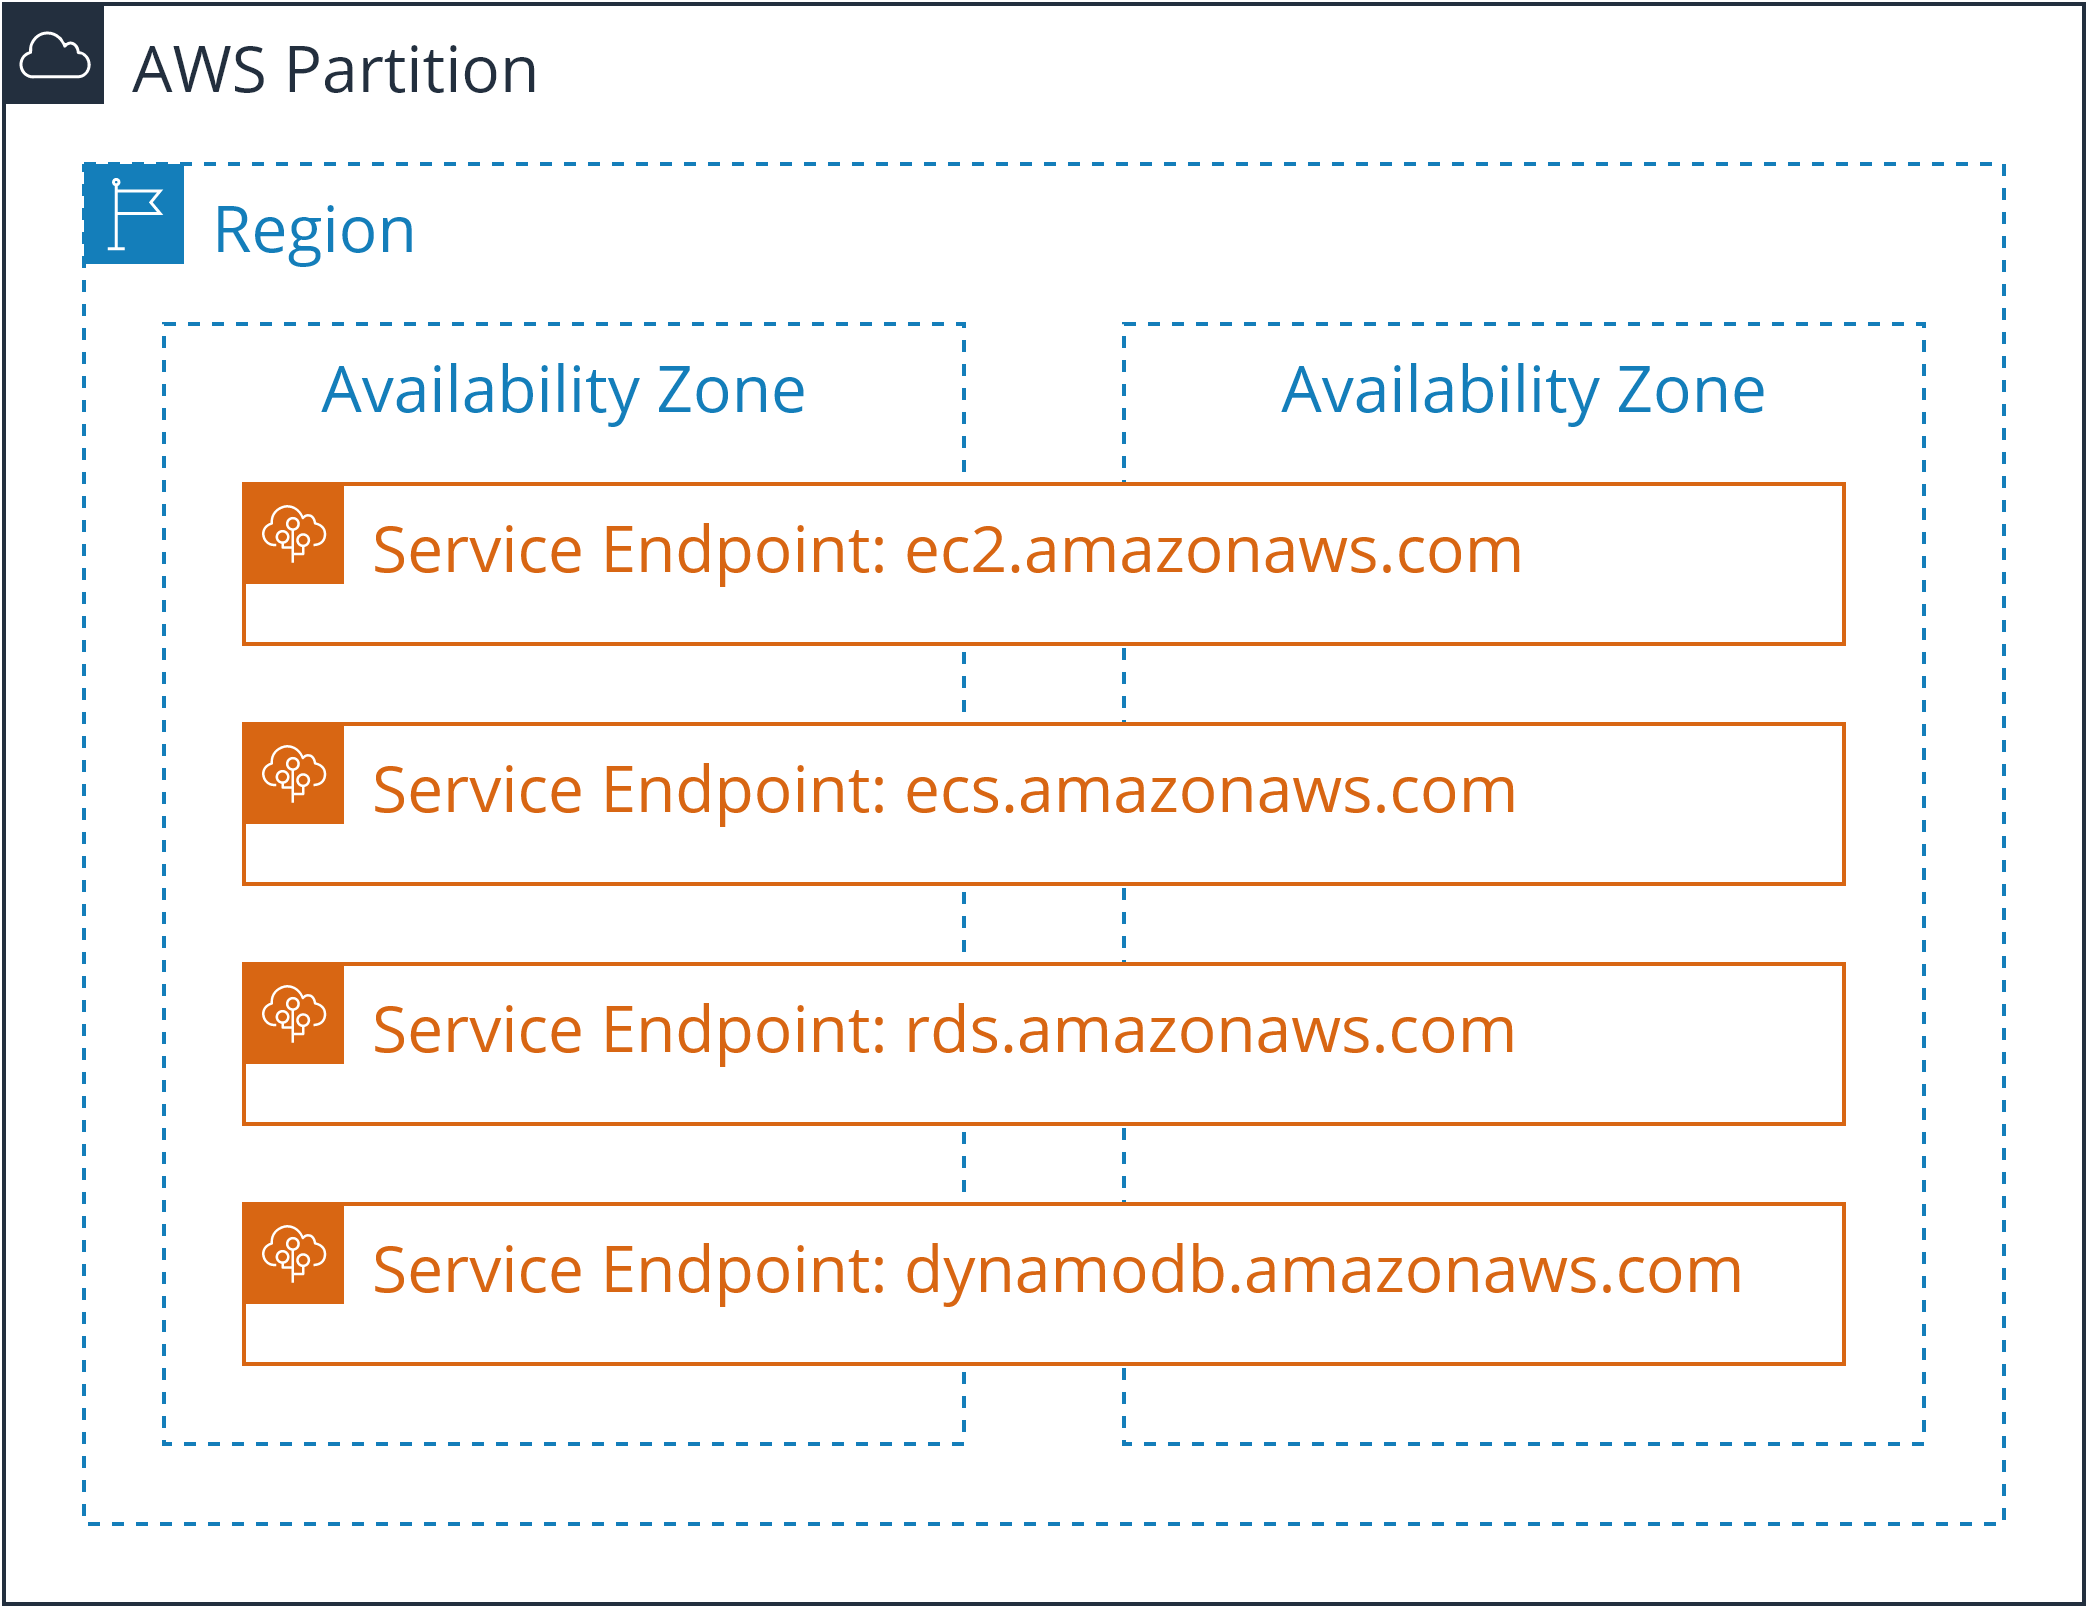 AWS Partition
Region
Availability Zone
Availability Zone
Service Endpoint: ec2.amazonaws.com
Service Endpoint: ecs.amazonaws.com
Service Endpoint: rds.amazonaws.com
Service Endpoint: dynamodb.amazonaws.com